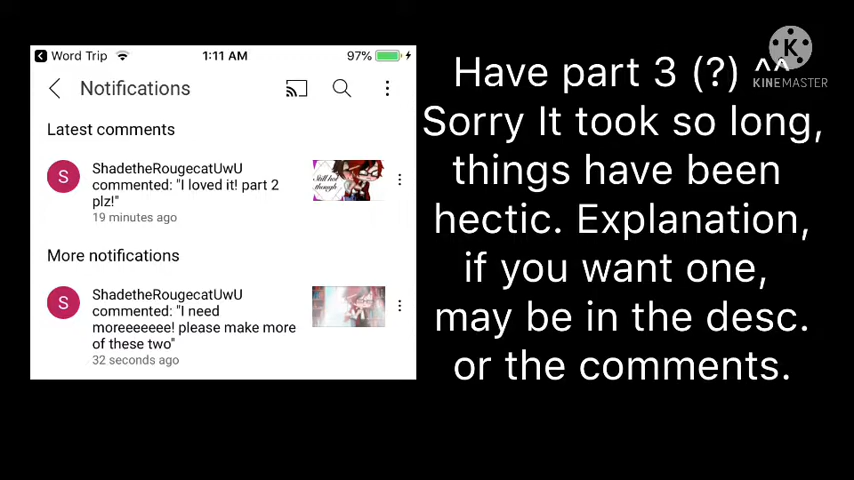 Word Trip
1:11 AM
97%
Notifications
Latest comments
S
ShadetheRougecatUwU
commented: "I loved it! part 2
plz!"
19 minutes ago
Still hot
though
More notifications
S
ShadetheRougecatUwU
commented: "I need
moreeeeeee! please make more
of these two"
32 seconds ago
Have part 3 (?) ^^
Sorry It took so long,
things have been
hectic. Explanation,
if you want one,
may be in the desc.
or the comments.
K
KINEMASTER